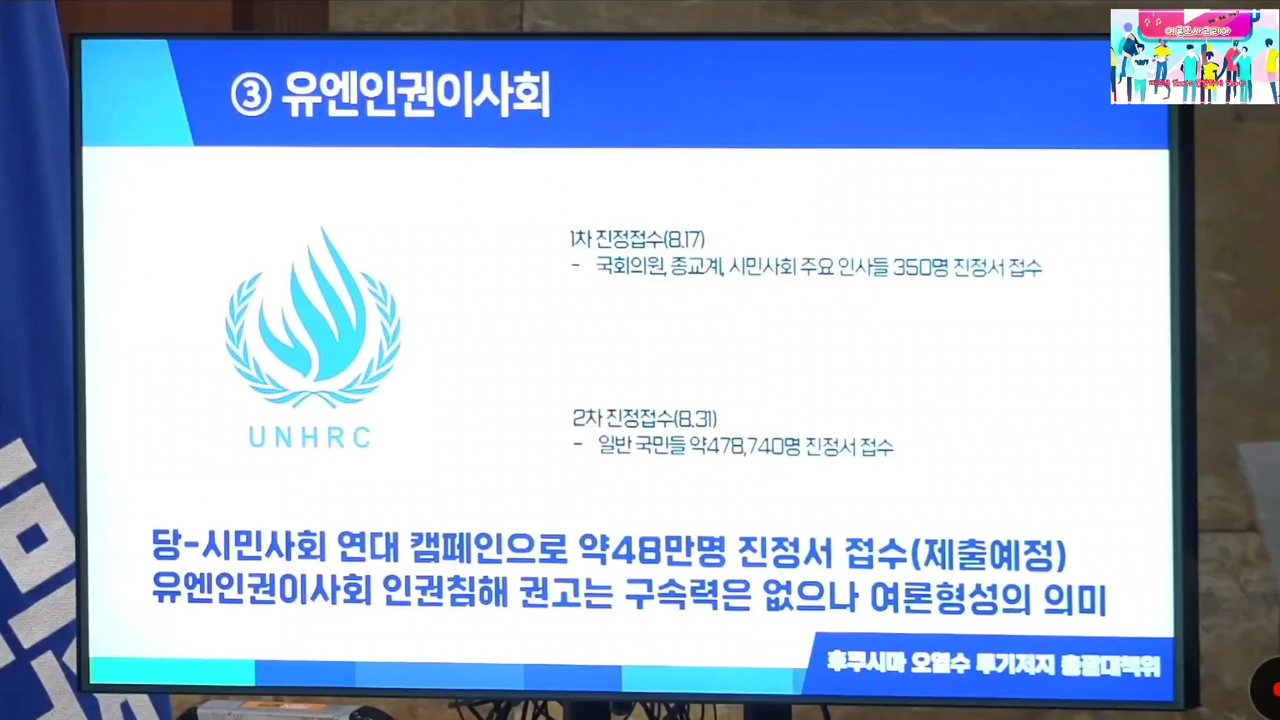 ③ 유엔인권이사회
1차 진정접수(8.17)
- 국회의원, 종교계, 시민사회 주요 인사들 350명 진정서 접수
UNHRC
2차 진정접수(8.31)
- 일반 국민들 약478,740명 진정서 접수
당-시민사회 연대 캠페인으로 약48만명 진정서 접수(제출예정)
유엔인권이사회 인권침해 권고는 구속력은 없으나 여론형성의 의미
후쿠시마 오염수 투기저지 총괄대책위